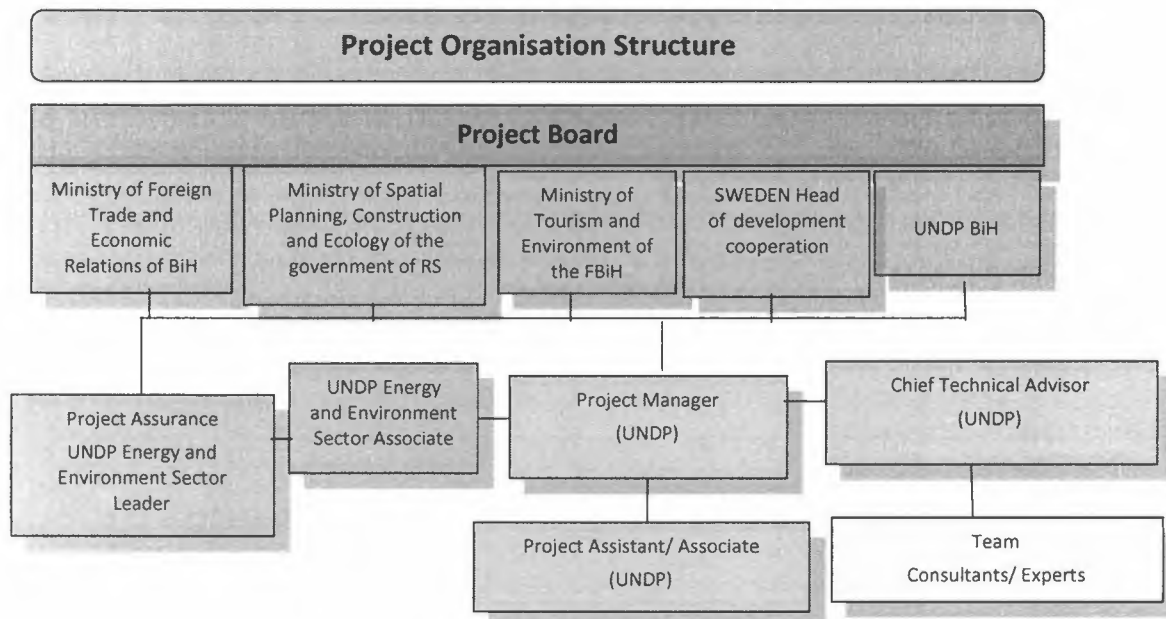 Project Organisation Structure
Project Board
Ministry of Foreign
Trade and
Economic
Relations of BiH
Ministry of Spatial
Planning, Construction
and Ecology of the
government of RS
Ministry of
Tourism and
Environment of
the FBiH
SWEDEN Head
of development
cooperation
UNDP BiH
Project Assurance
UNDP Energy and
Environment Sector
Leader
UNDP Energy
and Environment
Sector Associate
Project Manager
(UNDP)
Chief Technical Advisor
(UNDP)
Project Assistant/ Associate
(UNDP)
Team
Consultants/ Experts